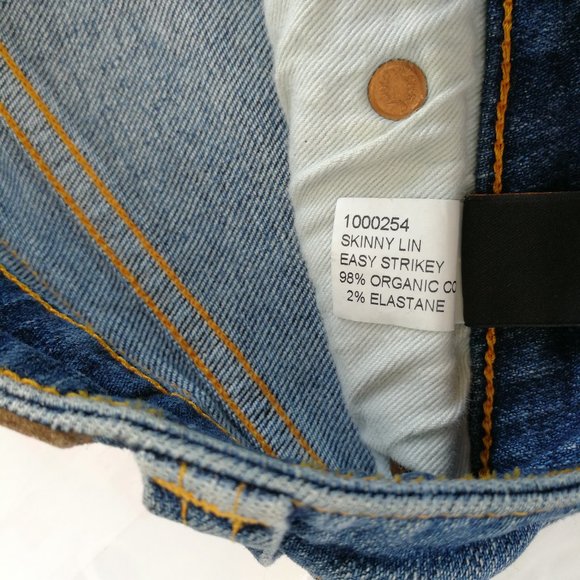 1000254
SKINNY LIN
EASY STRIKEY
98% ORGANIC CO
2% ELASTANE